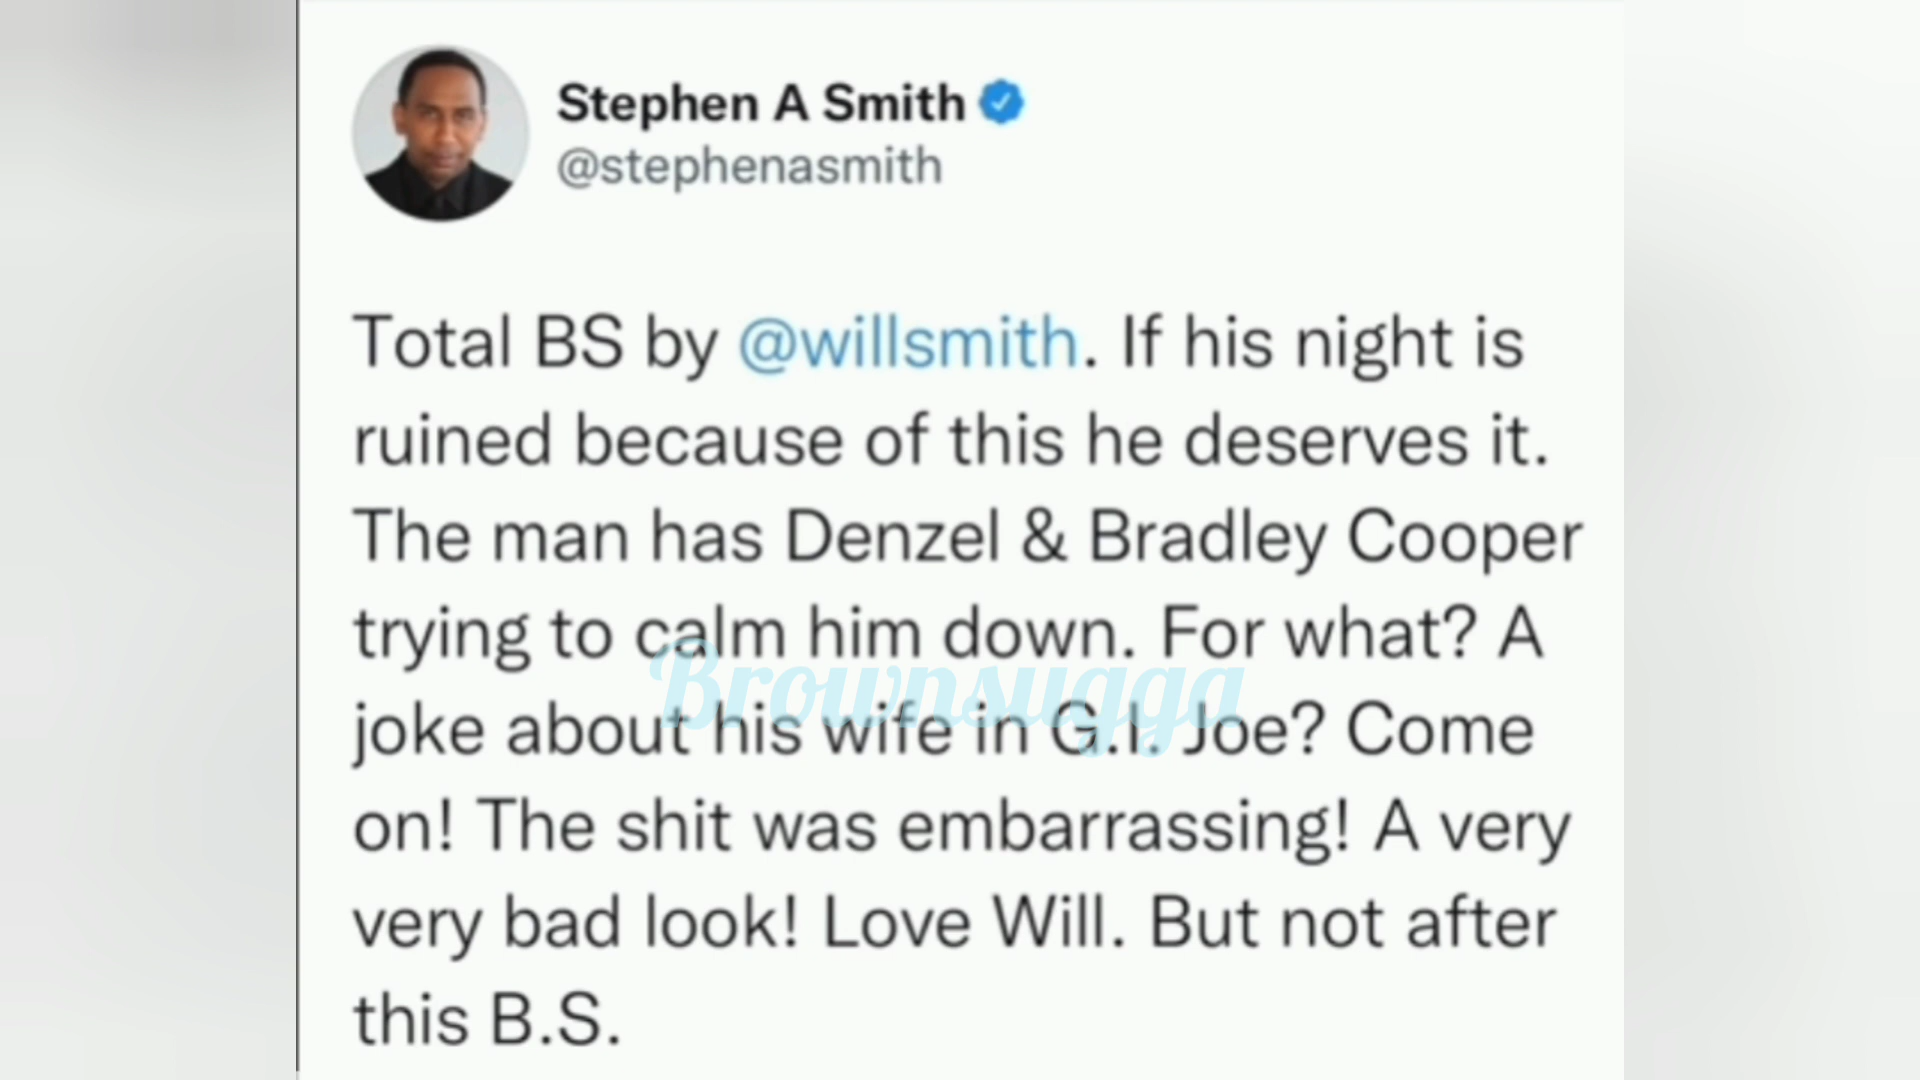 Stephen A Smith
@stephenasmith
Total BS by @willsmith. If his night is
ruined because of this he deserves it.
The man has Denzel & Bradley Cooper
trying to calm him down. For what? A
Brownsugga
joke about his wife in G.I. Joe? Come
on! The shit was embarrassing! A very
very bad look! Love Will. But not after
this B.S.